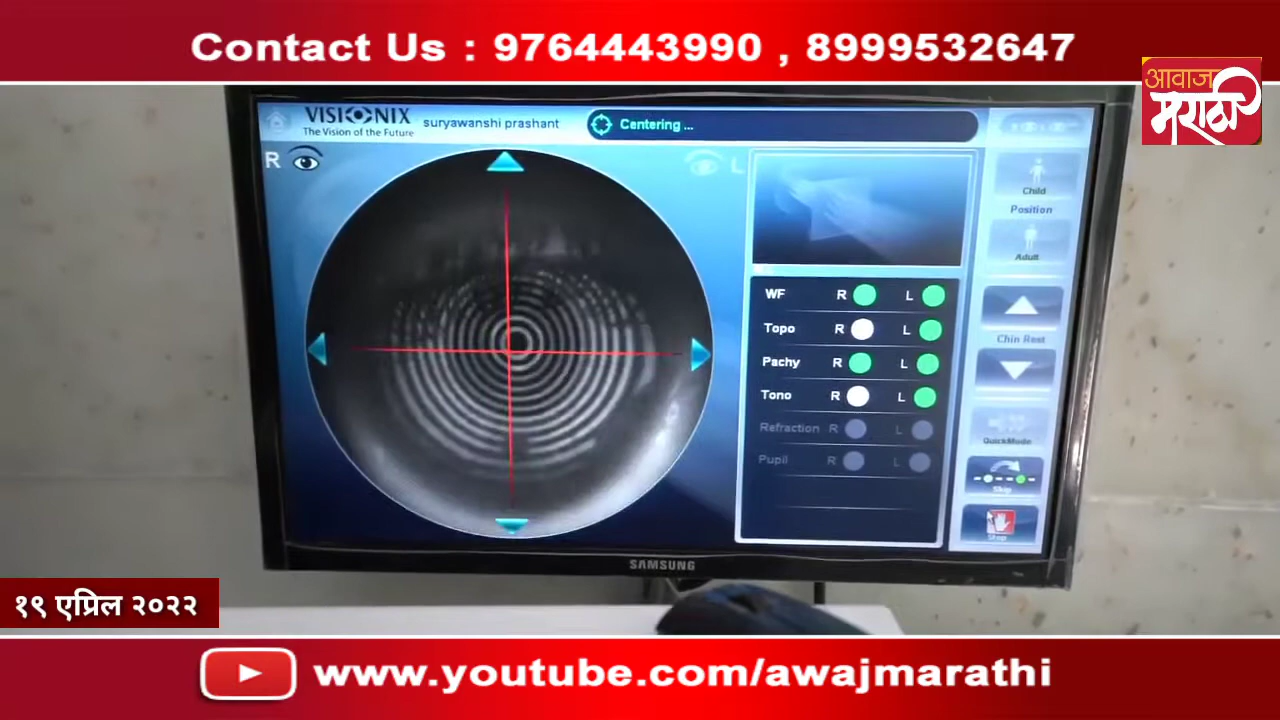 Contact Us : 9764443990 , 8999532647
आवाज
मराठी
VISIONIX
The Vision of the Future
suryawanshi prashant
Centering ...
R
L
Child
Position
Adult
WF R L
Topo R L
Pachy R L
Tono R L
Refraction R L
Pupil R L
Chin Rest
QuickMode
Skip
Stop
SAMSUNG
१९ एप्रिल २०२२
www.youtube.com/awajmarathi